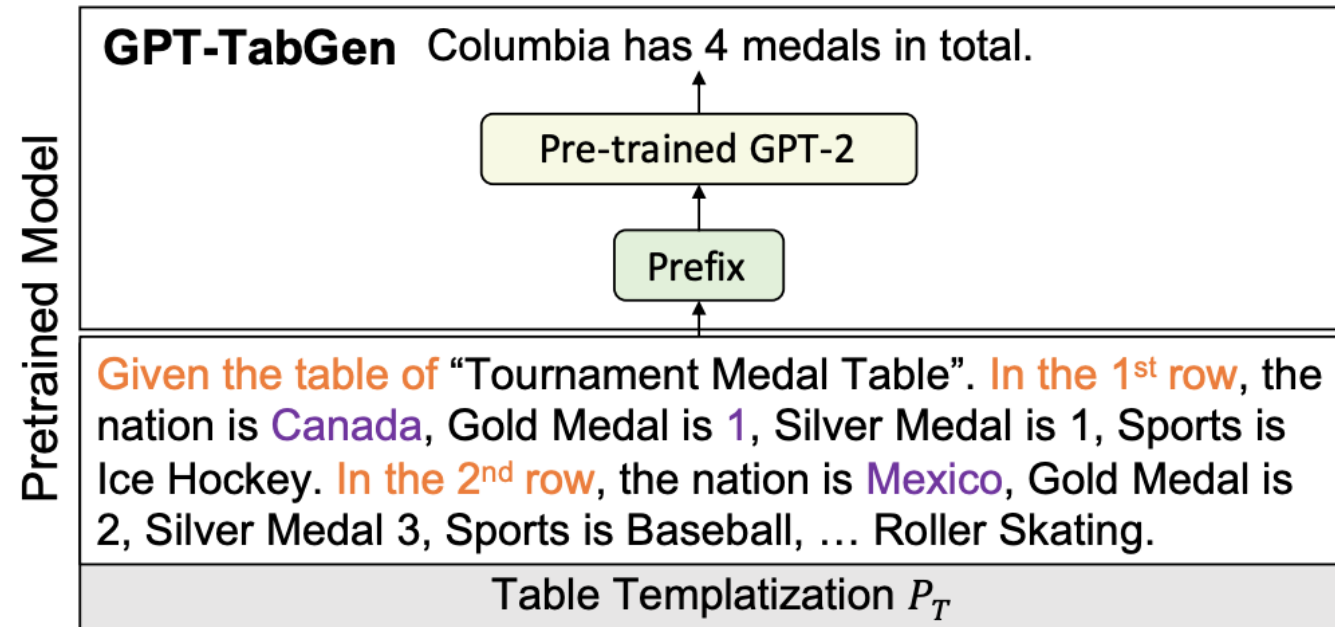 Pretrained Model
GPT-TabGen Columbia has 4 medals in total.
Pre-trained GPT-2
Prefix
Given the table of “Tournament Medal Table”. In the 1st row, the
nation is Canada, Gold Medal is 1, Silver Medal is 1, Sports is
Ice Hockey. In the 2nd row, the nation is Mexico, Gold Medal is
2, Silver Medal 3, Sports is Baseball, … Roller Skating.
Table Templatization P_T